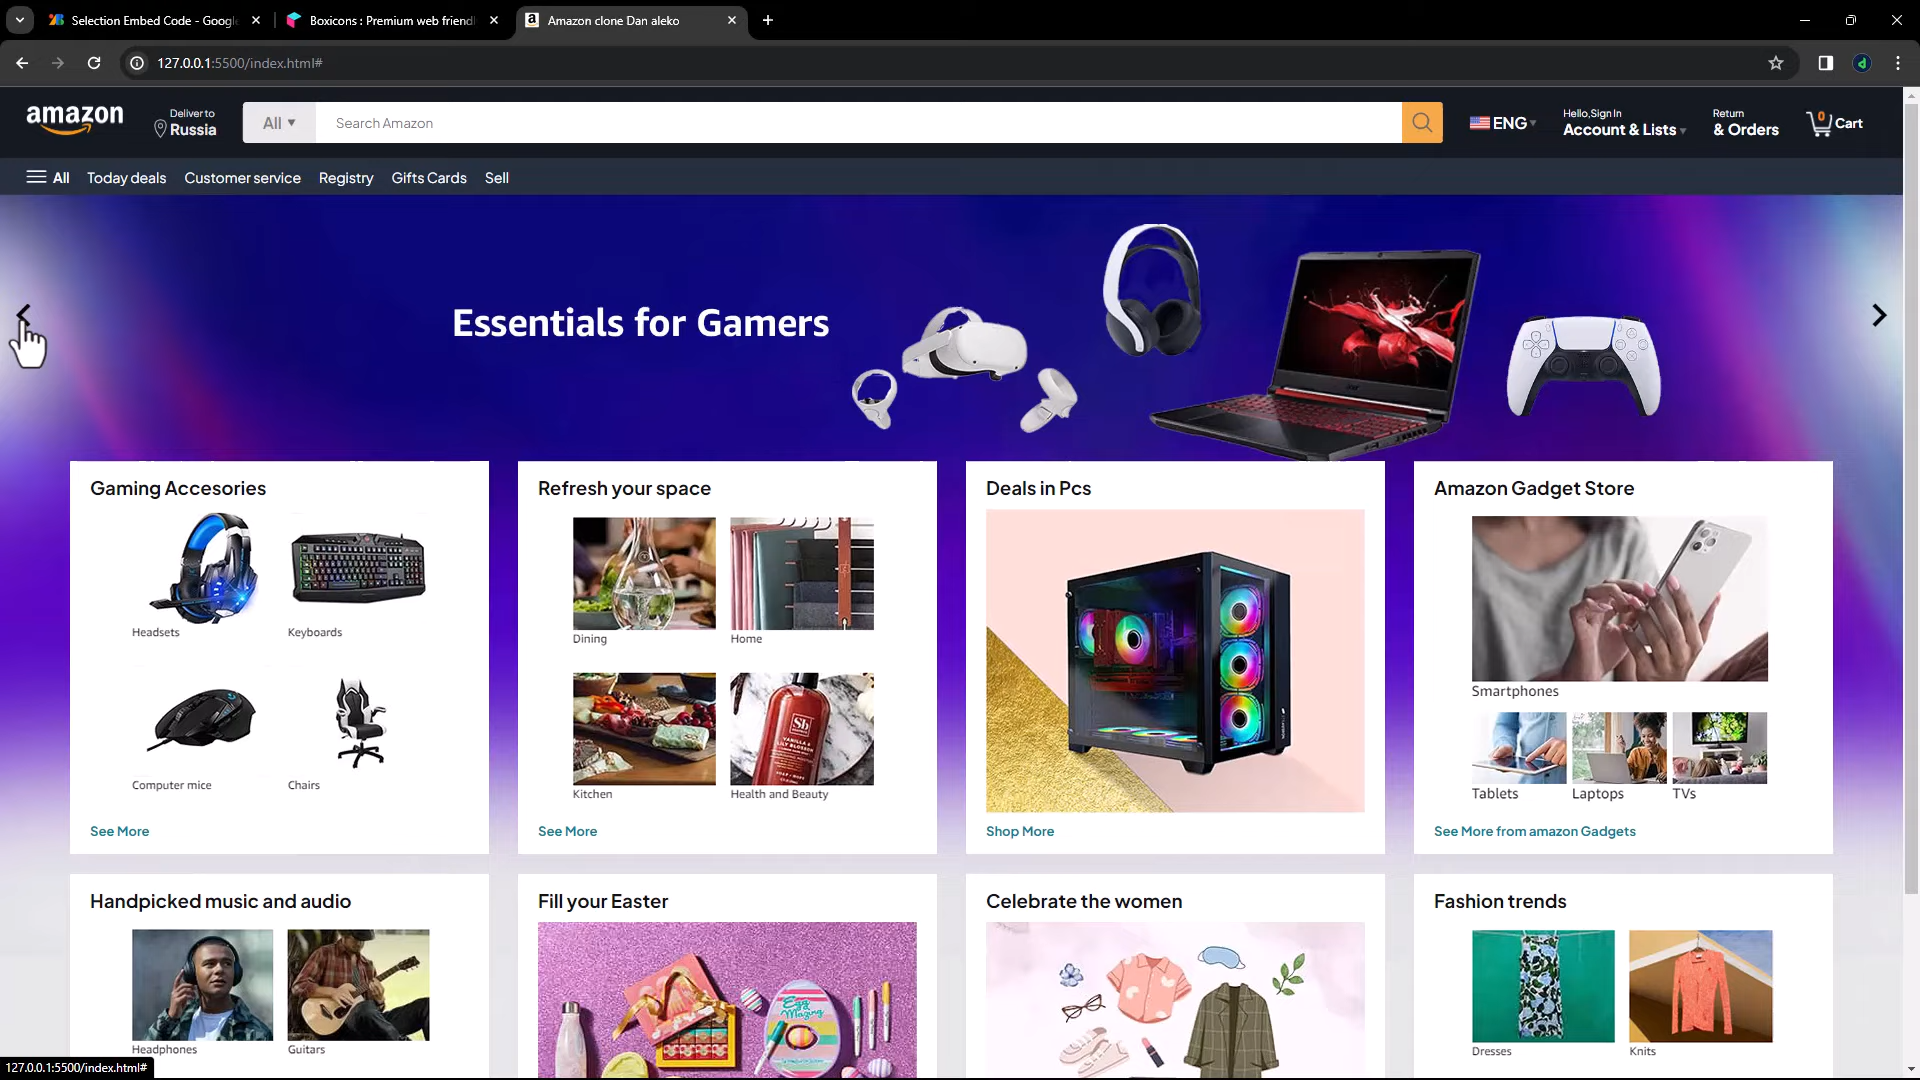 Selection Embed Code - Google
Boxicons : Premium web friend
Amazon clone Dan aleko
127.0.0.1:5500/index.html#
amazon
Deliver to
Russia
All ▼
Search Amazon
ENG
Hello,Sign In
Account & Lists
Return
& Orders
0
Cart
All
Today deals
Customer service
Registry
Gifts Cards
Sell
Essentials for Gamers
Gaming Accesories
Headsets
Keyboards
Computer mice
Chairs
See More
Refresh your space
Dining
Home
Kitchen
Health and Beauty
Sb
VANILLA &
See More
Deals in Pcs
Shop More
Amazon Gadget Store
Smartphones
Tablets
Laptops
TVs
See More from amazon Gadgets
Handpicked music and audio
Headphones
Guitars
Fill your Easter
Egg
Mazing
Celebrate the women
Fashion trends
Dresses
Knits
127.0.0.1:5500/index.html#